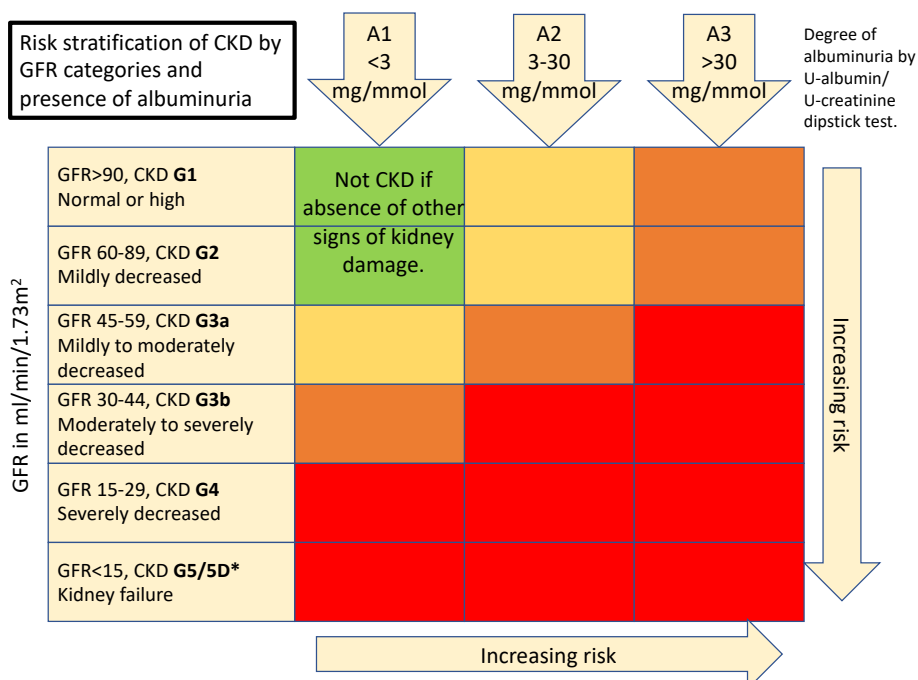 Risk stratification of CKD by
GFR categories and
presence of albuminuria
A1
<3
mg/mmol
A2
3-30
mg/mmol
A3
>30
mg/mmol
Degree of
albuminuria by
U-albumin/
U-creatinine
dipstick test.
GFR in ml/min/1.73m²
GFR>90, CKD G1
Normal or high
Not CKD if
absence of other
signs of kidney
damage.
GFR 60-89, CKD G2
Mildly decreased
GFR 45-59, CKD G3a
Mildly to moderately
decreased
GFR 30-44, CKD G3b
Moderately to severely
decreased
GFR 15-29, CKD G4
Severely decreased
GFR<15, CKD G5/5D*
Kidney failure
Increasing risk
Increasing risk